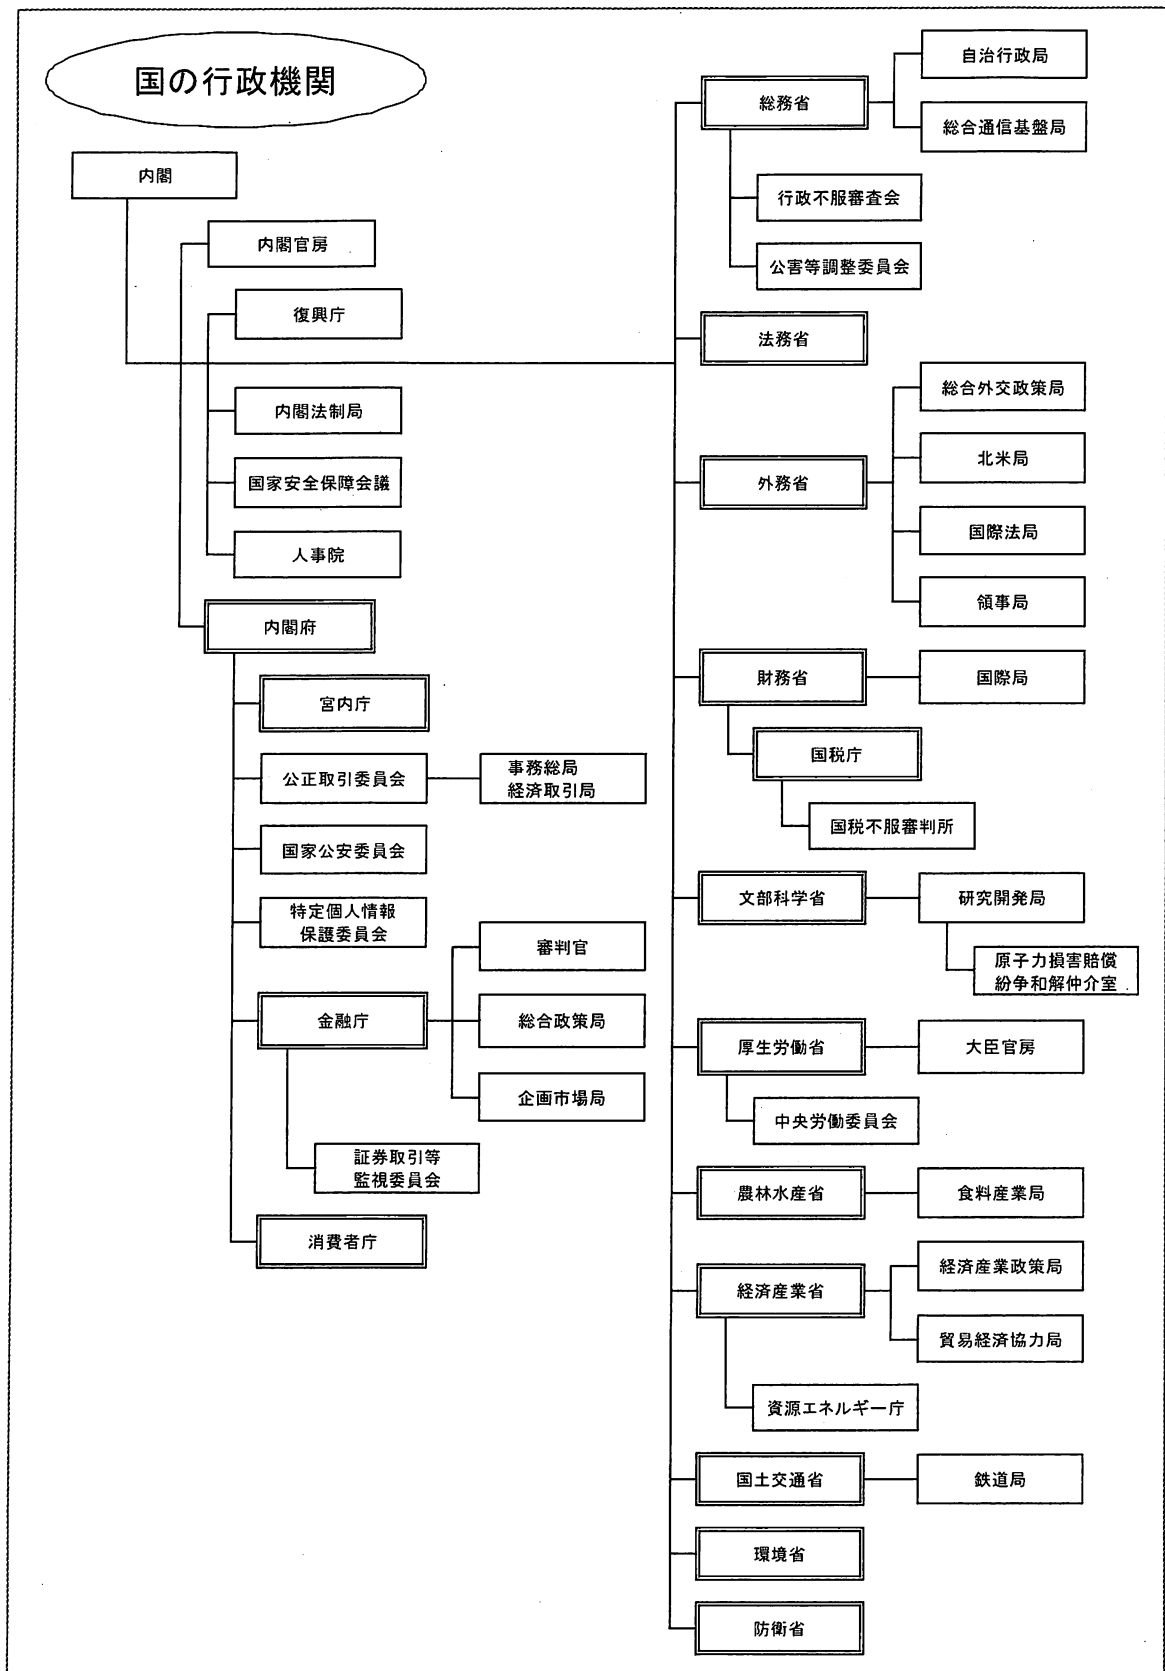 国の行政機関
内閣
内閣官房
復興庁
内閣法制局
国家安全保障会議
人事院
内閣府
宮内庁
公正取引委員会
事務総局
経済取引局
国家公安委員会
特定個人情報
保護委員会
金融庁
審判官
総合政策局
企画市場局
証券取引等
監視委員会
消費者庁
総務省
自治行政局
総合通信基盤局
行政不服審査会
公害等調整委員会
法務省
外務省
総合外交政策局
北米局
国際法局
領事局
財務省
国際局
国税庁
国税不服審判所
文部科学省
研究開発局
原子力損害賠償
紛争和解仲介室
厚生労働省
大臣官房
中央労働委員会
農林水産省
食料産業局
経済産業省
経済産業政策局
貿易経済協力局
資源エネルギー庁
国土交通省
鉄道局
環境省
防衛省